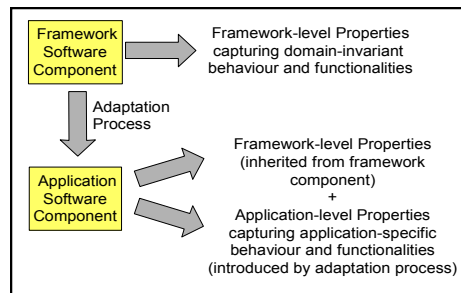 Framework
Software
Component
Framework-level Properties
capturing domain-invariant
behaviour and functionalities
Adaptation
Process
Application
Software
Component
Framework-level Properties
(inherited from framework
component)
+
Application-level Properties
capturing application-specific
behaviour and functionalities
(introduced by adaptation process)